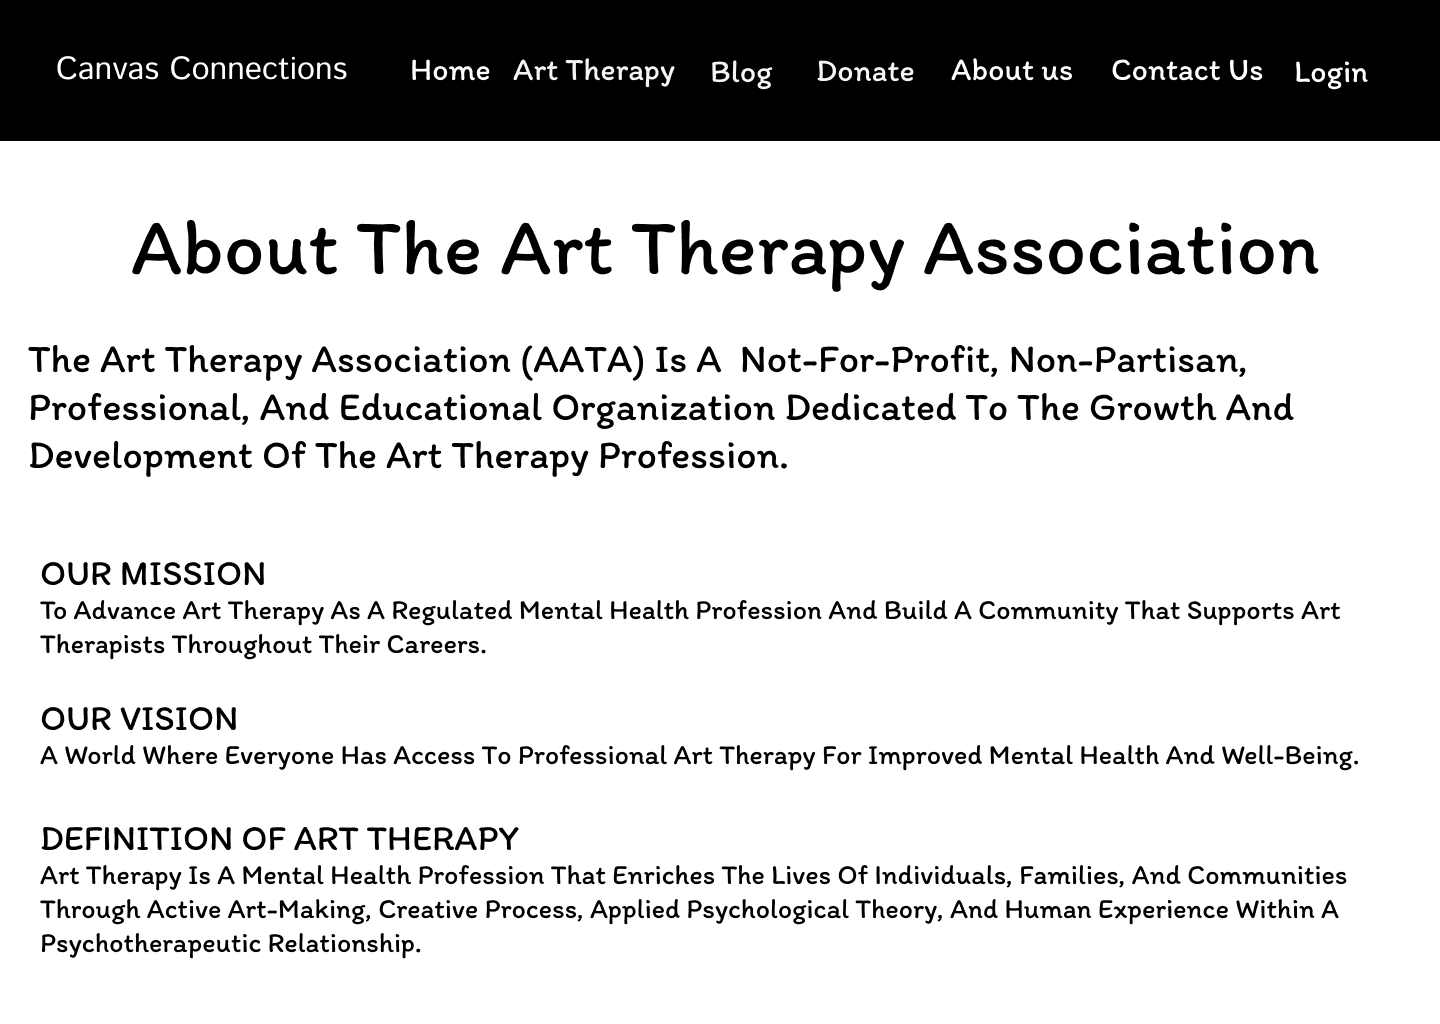 Canvas Connections Home Art Therapy Blog Donate About us Contact Us Login
About The Art Therapy Association
The Art Therapy Association (AATA) Is A  Not-For-Profit, Non-Partisan,
Professional, And Educational Organization Dedicated To The Growth And
Development Of The Art Therapy Profession.
OUR MISSION
To Advance Art Therapy As A Regulated Mental Health Profession And Build A Community That Supports Art
Therapists Throughout Their Careers.
OUR VISION
A World Where Everyone Has Access To Professional Art Therapy For Improved Mental Health And Well-Being.
DEFINITION OF ART THERAPY
Art Therapy Is A Mental Health Profession That Enriches The Lives Of Individuals, Families, And Communities
Through Active Art-Making, Creative Process, Applied Psychological Theory, And Human Experience Within A
Psychotherapeutic Relationship.